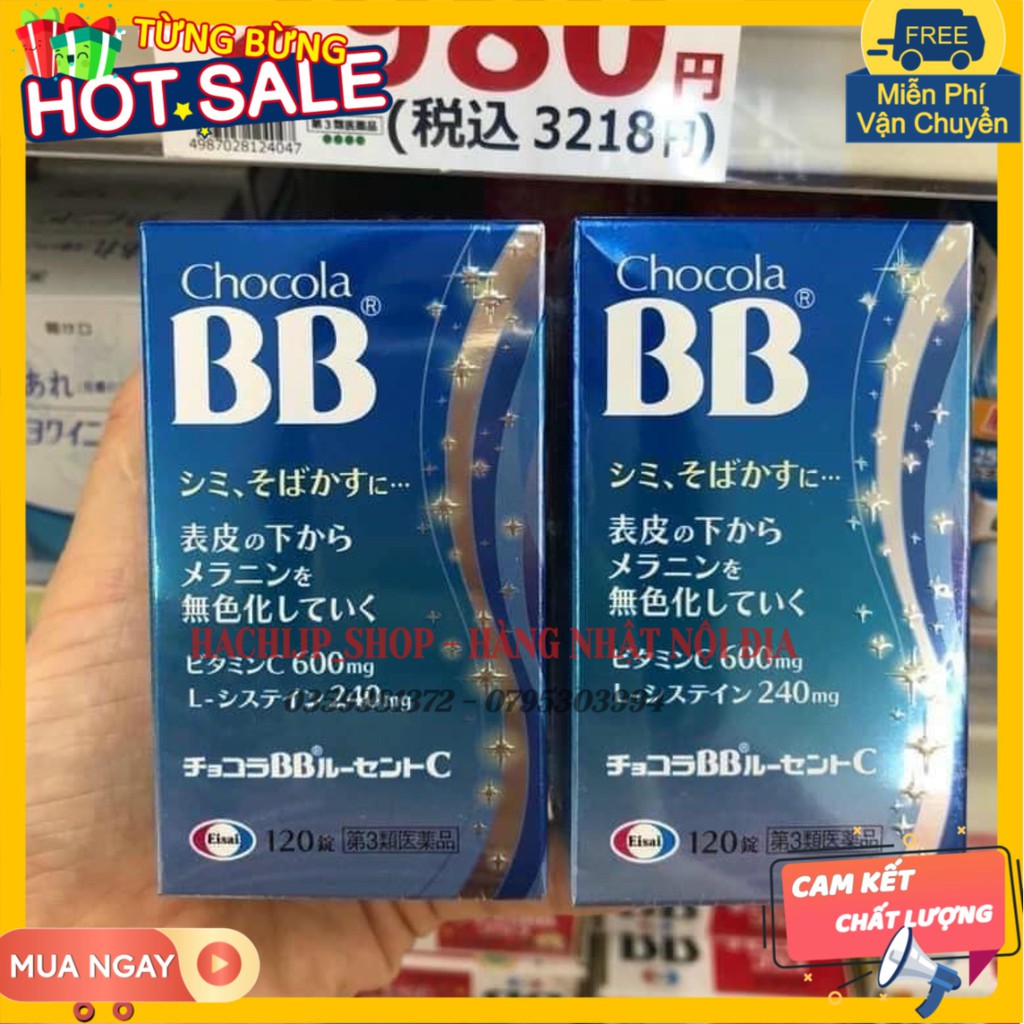 TỪNG BỪNG
HOT SALE
FREE
Miễn Phí
Vận Chuyển
980円
第3類医薬品
(税込 3218円)
4987028124047
Chocola
BB®
シミ、そばかすに…
表皮の下から
メラニンを
無色化していく
ビタミンC 600mg
L-システイン 240mg
チョコラBB®ルーセントC
Eisai
120錠
第3類医薬品
Chocola
BB®
シミ、そばかすに…
表皮の下から
メラニンを
無色化していく
ビタミンC 600mg
L-システイン 240mg
チョコラBB®ルーセントC
Eisai
120錠
第3類医薬品
HACHLIP_SHOP - HÀNG NHẬT NỘI ĐỊA
0795303994
あれ
BB
BB
CAM KẾT
CHẤT LƯỢNG
MUA NGAY